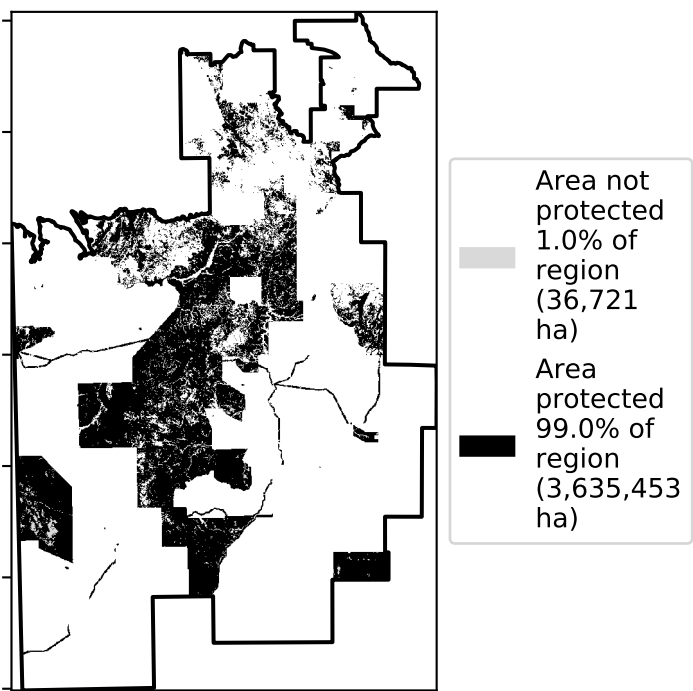 Area not
protected
1.0% of
region
(36,721
ha)
Area
protected
99.0% of
region
(3,635,453
ha)